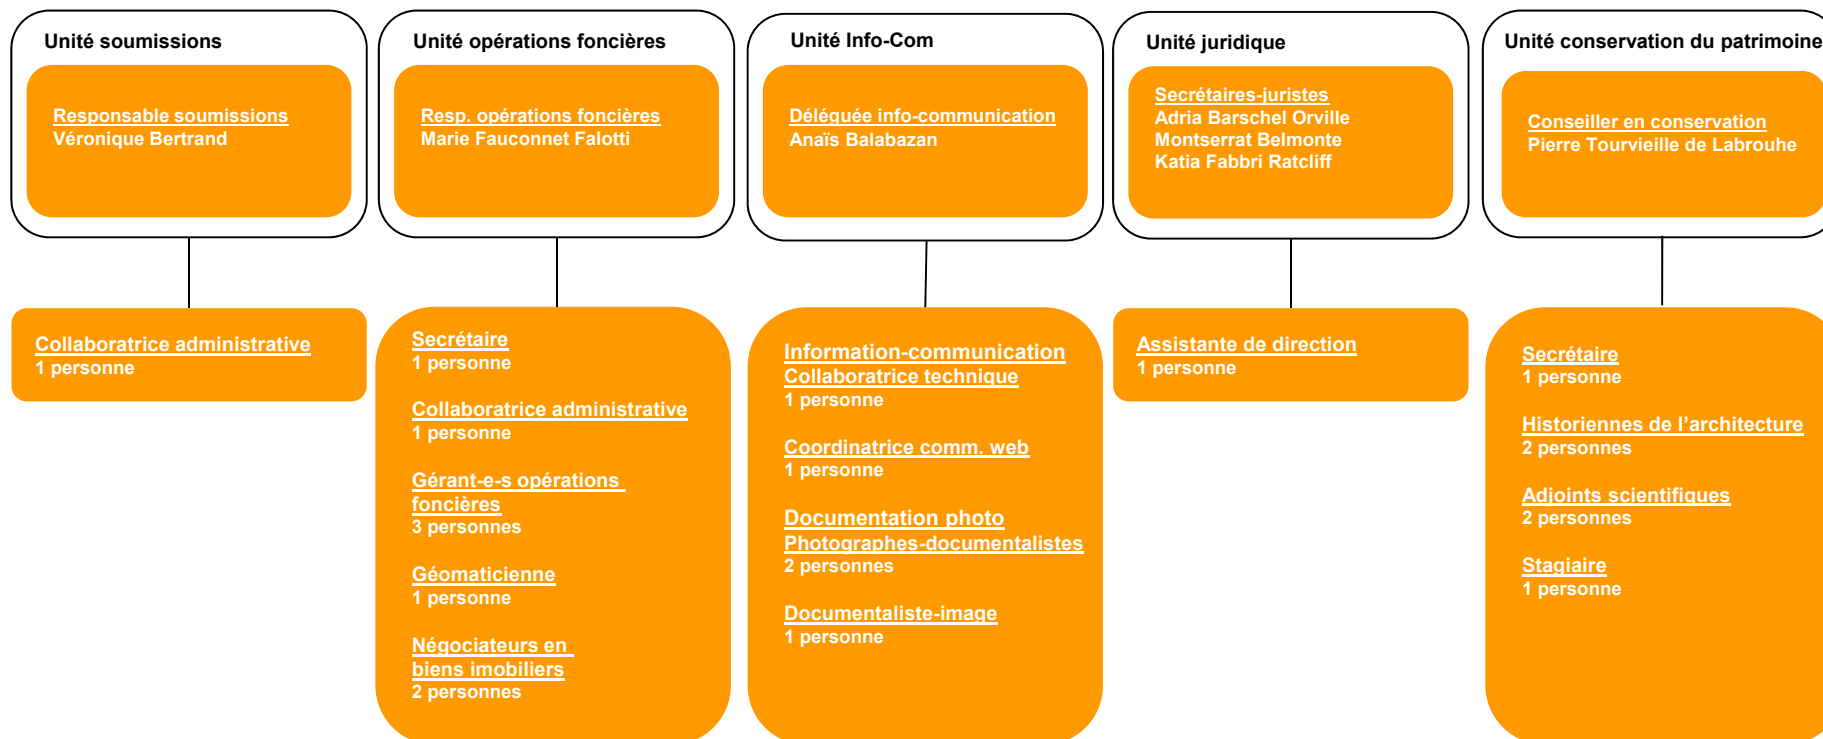 Unité soumissions
Responsable soumissions
Véronique Bertrand
Collaboratrice administrative
1 personne
Unité opérations foncières
Resp. opérations foncières
Marie Fauconnet Falotti
Secrétaire
1 personne
Collaboratrice administrative
1 personne
Gérant-e-s opérations
foncières
3 personnes
Géomaticienne
1 personne
Négociateurs en
biens imobiliers
2 personnes
Unité Info-Com
Déléguée info-communication
Anaïs Balabazan
Information-communication
Collaboratrice technique
1 personne
Coordinatrice comm. web
1 personne
Documentation photo
Photographes-documentalistes
2 personnes
Documentaliste-image
1 personne
Unité juridique
Secrétaires-juristes
Adria Barschel Orville
Montserrat Belmonte
Katia Fabbri Ratcliff
Assistante de direction
1 personne
Unité conservation du patrimoine
Conseiller en conservation
Pierre Tourvieille de Labrouhe
Secrétaire
1 personne
Historiennes de l’architecture
2 personnes
Adjoints scientifiques
2 personnes
Stagiaire
1 personne